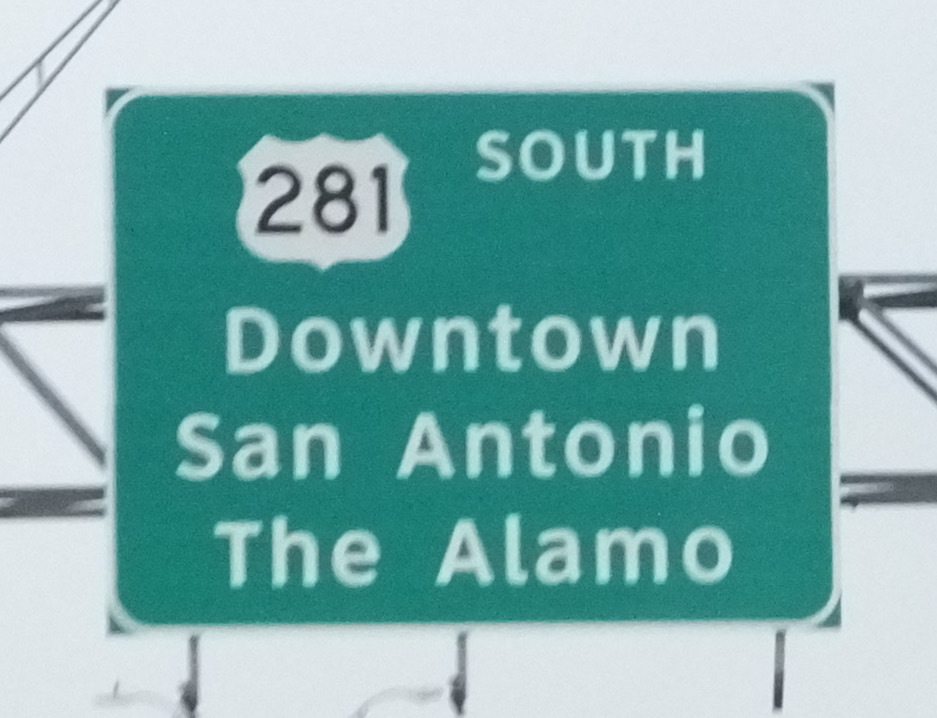 281 SOUTH
Downtown
San Antonio
The Alamo